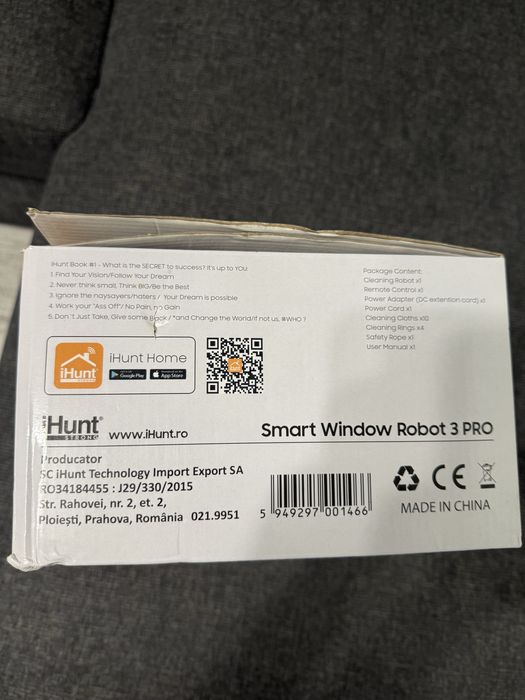 iHunt Book #1 - What is the SECRET to success? It's up to YOU:
1. Find Your Vision/Follow Your Dream
2. Never think small, Think BIG/Be the Best
3. Ignore the naysayers/haters / Your Dream is possible
4. Work your "Ass Off"/ No Pain, no Gain
5. Don't Just Take, Give some Back / "and Change the World/if not us, #WHO ?
Package Content:
Cleaning Robot x1
Remote Control x1
Power Adapter (DC extention cord) x1
Power Cord x1
Cleaning Cloths x10
Cleaning Rings x4
Safety Rope x1
User Manual x1
iHunt
STRONG
iHunt Home
Google Play
App Store
iHunt
iHunt®
STRONG
www.iHunt.ro
Smart Window Robot 3 PRO
Producator
SC iHunt Technology Import Export SA
RO34184455 : J29/330/2015
Str. Rahovei, nr. 2, et. 2,
Ploiești, Prahova, România 021.9951
5 949297 001466
CE
MADE IN CHINA